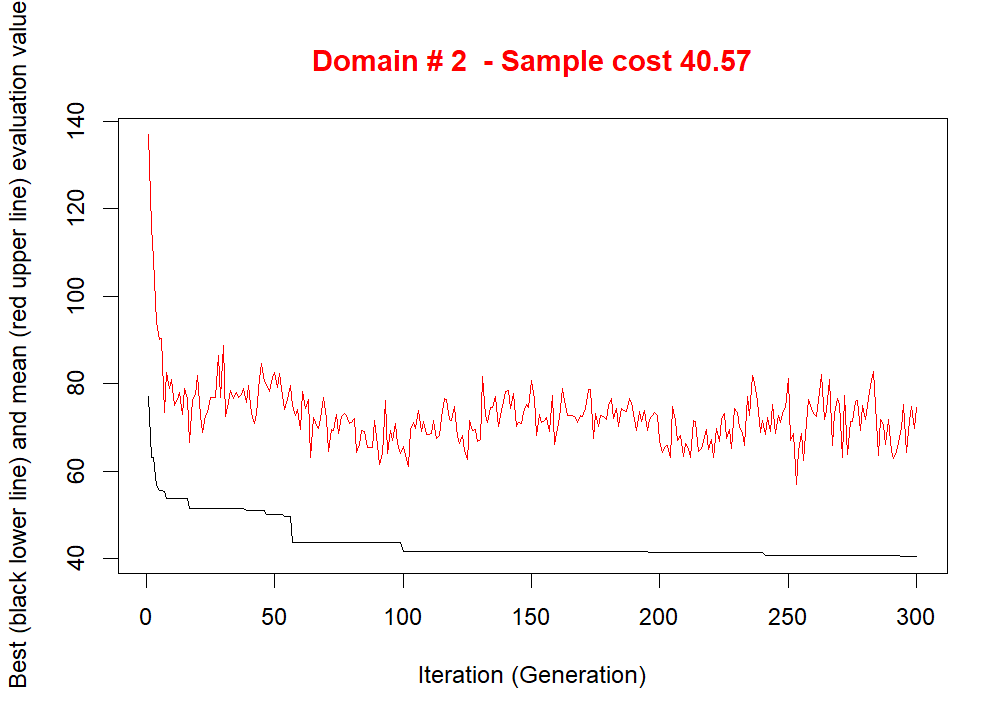 Domain # 2  - Sample cost 40.57
Best (black lower line) and mean (red upper line) evaluation value
140
120
100
80
60
40
0 50 100 150 200 250 300
Iteration (Generation)